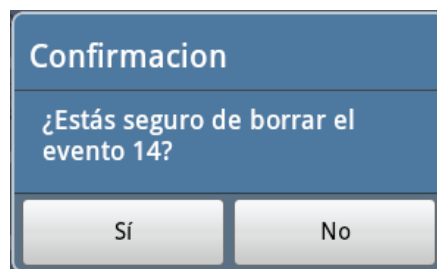 Confirmacion
¿Estás seguro de borrar el
evento 14?
Sí
No